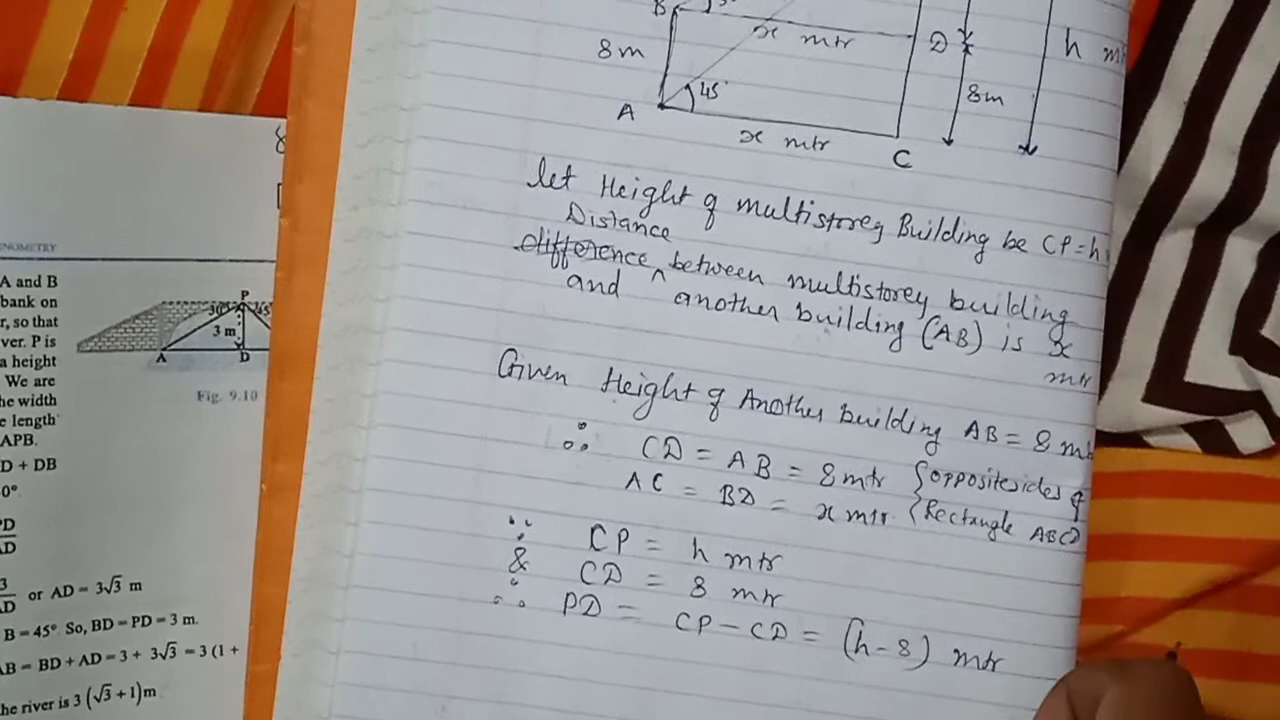 B
x mtr
D
h m
8m
45°
8m
A
x mtr
C
let Height of multistorey Building be CP=h
Distance
difference ^ between multistorey building
and another building (AB) is x
mtr
Given Height of Another building AB = 8 m
∴ CD = AB = 8 mtr {opposite sides of
AC = BD = x mtr. {Rectangle ABCD
∵ CP = h mtr
& CD = 8 mtr
∴ PD = CP - CD = (h-8) mtr
NOMETRY
A and B
bank on
r, so that
ver. P is
a height
We are
he width
e length
APB.
D + DB
0°
PD
AD
3
AD or AD = 3√3 m
B = 45° So, BD = PD = 3 m.
AB = BD + AD = 3 + 3√3 = 3 (1 +
he river is 3 (√3 + 1) m
P
30° 45°
3 m
A D
Fig. 9.10